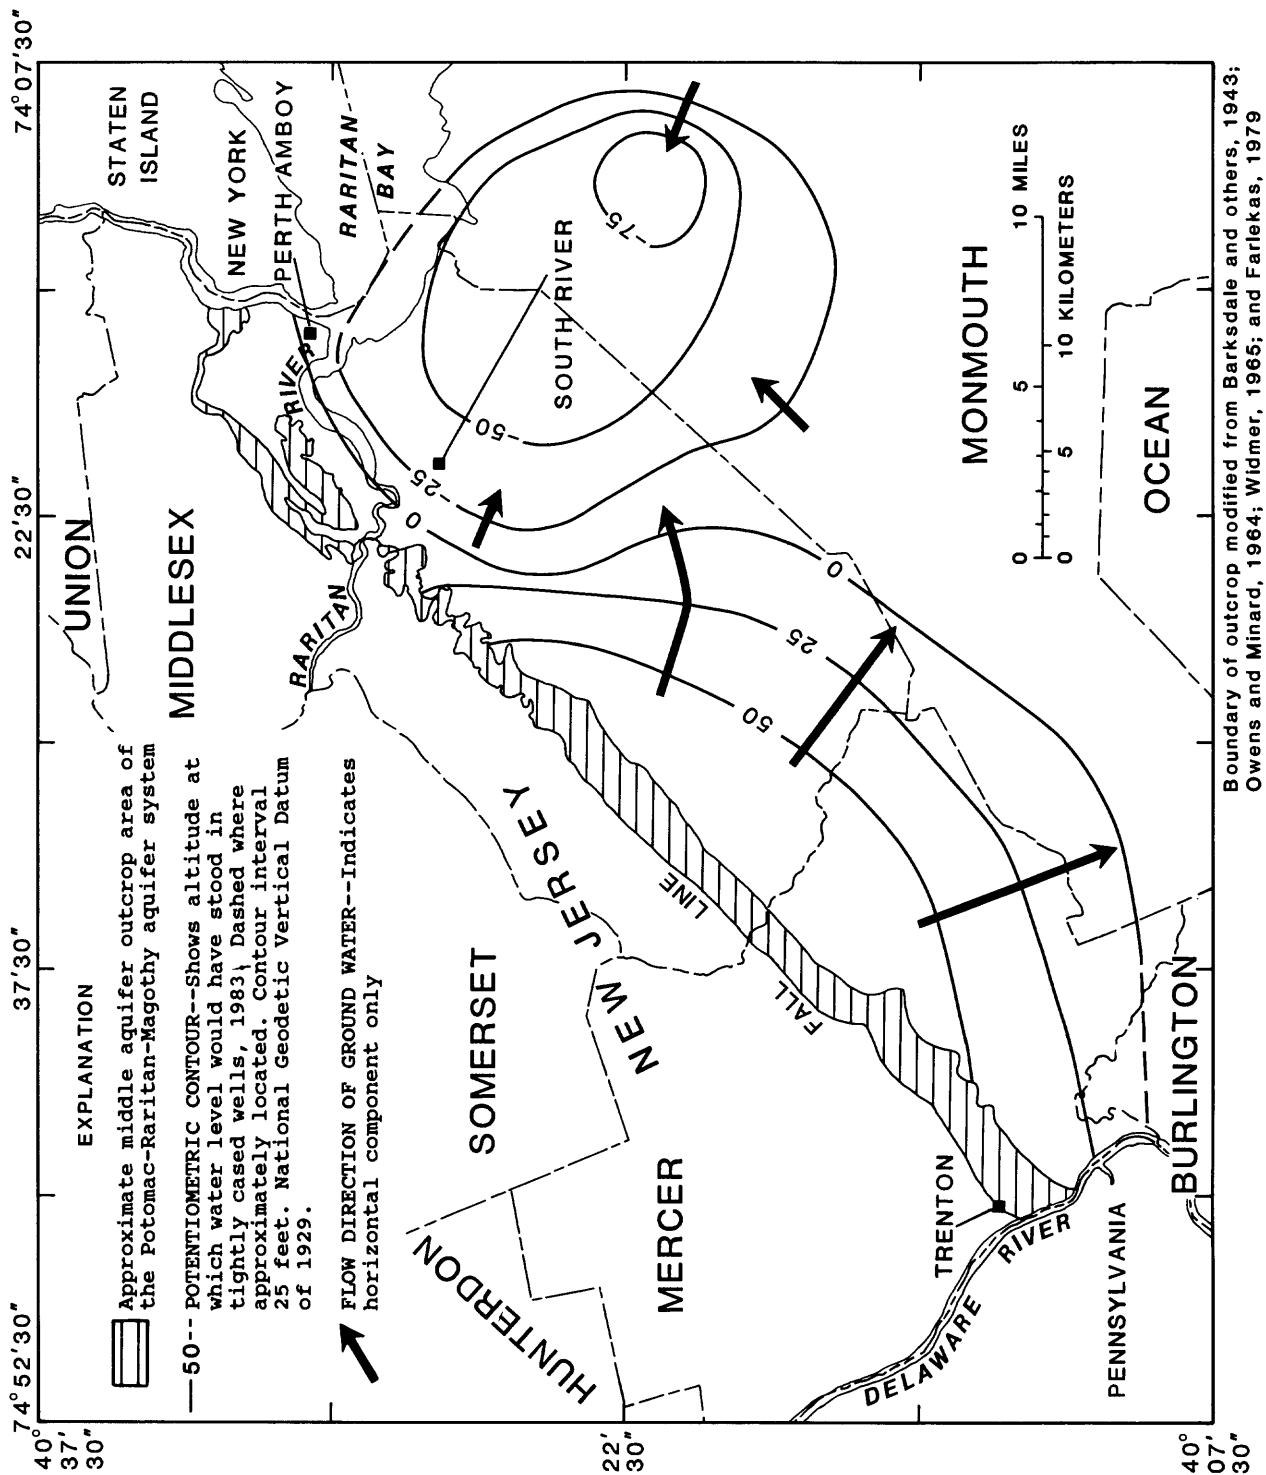 74° 52'30"
37'30"
22'30"
74° 07'30"
40°
37'
30"
22'
30"
40°
07'
30"
EXPLANATION
Approximate middle aquifer outcrop area of
the Potomac-Raritan-Magothy aquifer system
—50-- POTENTIOMETRIC CONTOUR--Shows altitude at
which water level would have stood in
tightly cased wells, 1983. Dashed where
approximately located. Contour interval
25 feet. National Geodetic Vertical Datum
of 1929.
FLOW DIRECTION OF GROUND WATER--Indicates
horizontal component only
UNION
MIDDLESEX
STATEN
ISLAND
NEW YORK
PERTH AMBOY
RARITAN
BAY
RARITAN
RIVER
SOUTH RIVER
SOMERSET
NEW JERSEY
HUNTERDON
MERCER
FALL LINE
TRENTON
DELAWARE RIVER
PENNSYLVANIA
BURLINGTON
MONMOUTH
OCEAN
50
25
0
0
-25
-50
-75
0 5 10 MILES
0 5 10 KILOMETERS
Boundary of outcrop modified from Barksdale and others, 1943;
Owens and Minard, 1964; Widmer, 1965; and Farlekas, 1979